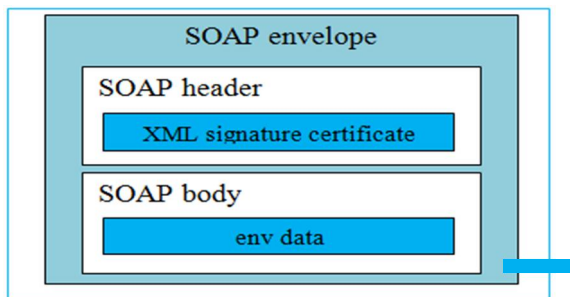 SOAP envelope
SOAP header
XML signature certificate
SOAP body
env data